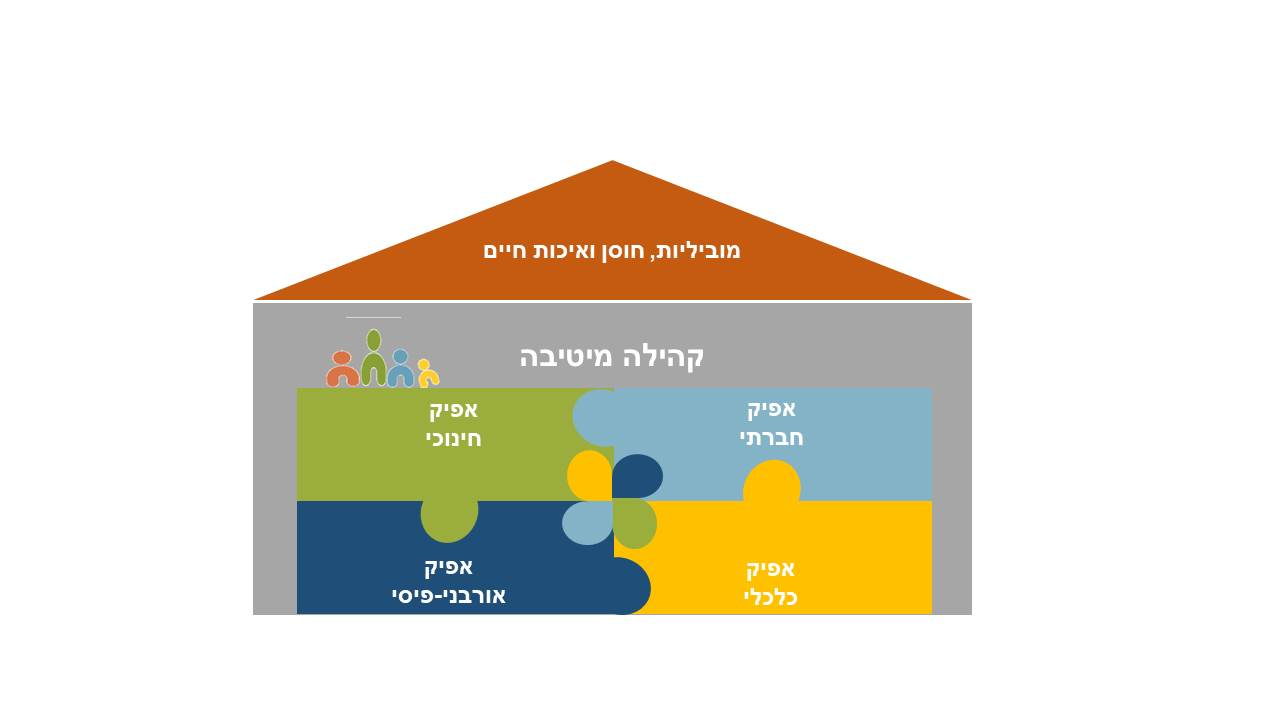 מוביליות, חוסן ואיכות חיים
קהילה מיטיבה
אפיק
חברתי
אפיק
חינוכי
אפיק
כלכלי
אפיק
אורבני-פיסי